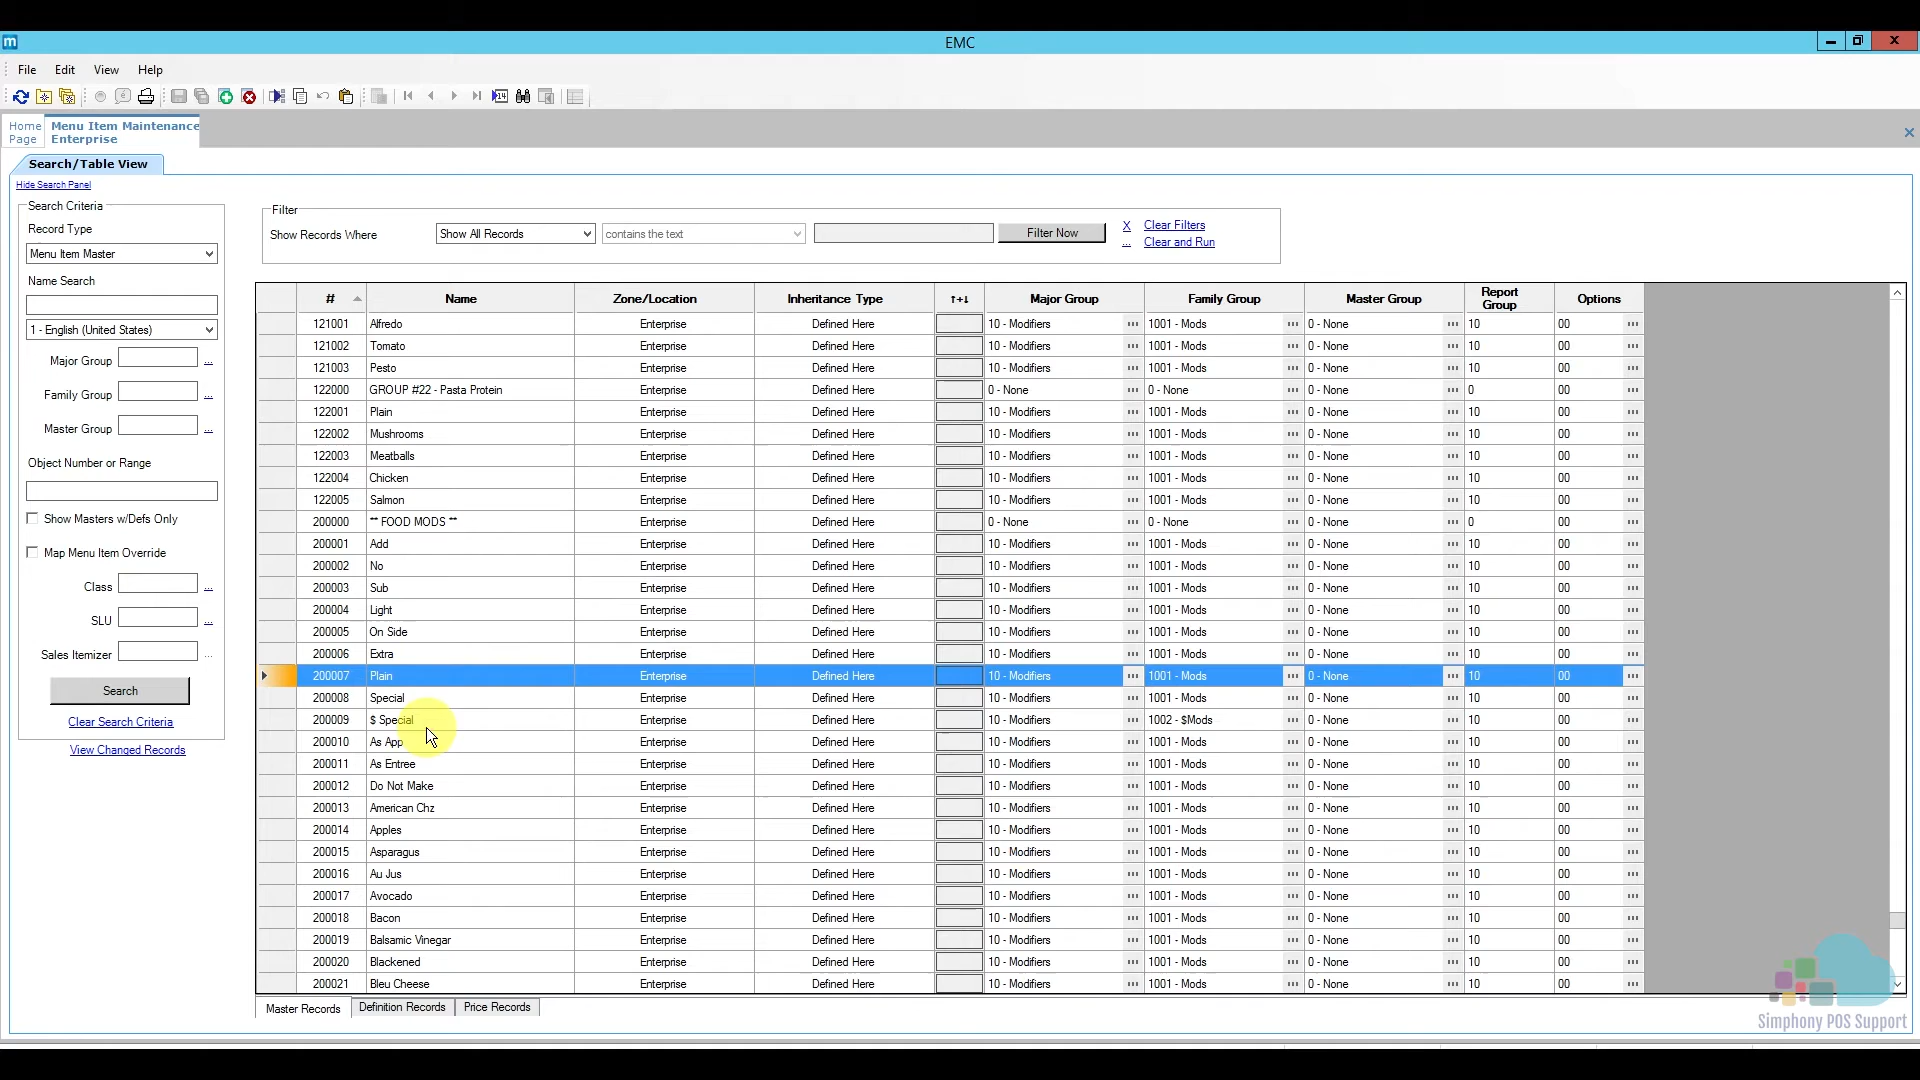 EMC
File Edit View Help
Home Page
Menu Item Maintenance
Enterprise
Search/Table View
Hide Search Panel
Search Criteria
Record Type
Menu Item Master
Name Search
1 - English (United States)
Major Group ...
Family Group ...
Master Group ...
Object Number or Range
Show Masters w/Defs Only
Map Menu Item Override
Class ...
SLU ...
Sales Itemizer ...
Search
Clear Search Criteria
View Changed Records
Filter
Show Records Where Show All Records contains the text Filter Now X Clear Filters
... Clear and Run
# Name Zone/Location Inheritance Type ↑+↓ Major Group Family Group Master Group Report Group Options
121001 Alfredo Enterprise Defined Here 10 - Modifiers ... 1001 - Mods ... 0 - None ... 10 00 ...
121002 Tomato Enterprise Defined Here 10 - Modifiers ... 1001 - Mods ... 0 - None ... 10 00 ...
121003 Pesto Enterprise Defined Here 10 - Modifiers ... 1001 - Mods ... 0 - None ... 10 00 ...
122000 GROUP #22 - Pasta Protein Enterprise Defined Here 0 - None ... 0 - None ... 0 - None ... 0 00 ...
122001 Plain Enterprise Defined Here 10 - Modifiers ... 1001 - Mods ... 0 - None ... 10 00 ...
122002 Mushrooms Enterprise Defined Here 10 - Modifiers ... 1001 - Mods ... 0 - None ... 10 00 ...
122003 Meatballs Enterprise Defined Here 10 - Modifiers ... 1001 - Mods ... 0 - None ... 10 00 ...
122004 Chicken Enterprise Defined Here 10 - Modifiers ... 1001 - Mods ... 0 - None ... 10 00 ...
122005 Salmon Enterprise Defined Here 10 - Modifiers ... 1001 - Mods ... 0 - None ... 10 00 ...
200000 ** FOOD MODS ** Enterprise Defined Here 0 - None ... 0 - None ... 0 - None ... 0 00 ...
200001 Add Enterprise Defined Here 10 - Modifiers ... 1001 - Mods ... 0 - None ... 10 00 ...
200002 No Enterprise Defined Here 10 - Modifiers ... 1001 - Mods ... 0 - None ... 10 00 ...
200003 Sub Enterprise Defined Here 10 - Modifiers ... 1001 - Mods ... 0 - None ... 10 00 ...
200004 Light Enterprise Defined Here 10 - Modifiers ... 1001 - Mods ... 0 - None ... 10 00 ...
200005 On Side Enterprise Defined Here 10 - Modifiers ... 1001 - Mods ... 0 - None ... 10 00 ...
200006 Extra Enterprise Defined Here 10 - Modifiers ... 1001 - Mods ... 0 - None ... 10 00 ...
200007 Plain Enterprise Defined Here 10 - Modifiers ... 1001 - Mods ... 0 - None ... 10 00 ...
200008 Special Enterprise Defined Here 10 - Modifiers ... 1001 - Mods ... 0 - None ... 10 00 ...
200009 $ Special Enterprise Defined Here 10 - Modifiers ... 1002 - $Mods ... 0 - None ... 10 00 ...
200010 As App Enterprise Defined Here 10 - Modifiers ... 1001 - Mods ... 0 - None ... 10 00 ...
200011 As Entree Enterprise Defined Here 10 - Modifiers ... 1001 - Mods ... 0 - None ... 10 00 ...
200012 Do Not Make Enterprise Defined Here 10 - Modifiers ... 1001 - Mods ... 0 - None ... 10 00 ...
200013 American Chz Enterprise Defined Here 10 - Modifiers ... 1001 - Mods ... 0 - None ... 10 00 ...
200014 Apples Enterprise Defined Here 10 - Modifiers ... 1001 - Mods ... 0 - None ... 10 00 ...
200015 Asparagus Enterprise Defined Here 10 - Modifiers ... 1001 - Mods ... 0 - None ... 10 00 ...
200016 Au Jus Enterprise Defined Here 10 - Modifiers ... 1001 - Mods ... 0 - None ... 10 00 ...
200017 Avocado Enterprise Defined Here 10 - Modifiers ... 1001 - Mods ... 0 - None ... 10 00 ...
200018 Bacon Enterprise Defined Here 10 - Modifiers ... 1001 - Mods ... 0 - None ... 10 00 ...
200019 Balsamic Vinegar Enterprise Defined Here 10 - Modifiers ... 1001 - Mods ... 0 - None ... 10 00 ...
200020 Blackened Enterprise Defined Here 10 - Modifiers ... 1001 - Mods ... 0 - None ... 10 00 ...
200021 Bleu Cheese Enterprise Defined Here 10 - Modifiers ... 1001 - Mods ... 0 - None ... 10 00 ...
Master Records Definition Records Price Records
Simphony POS Support